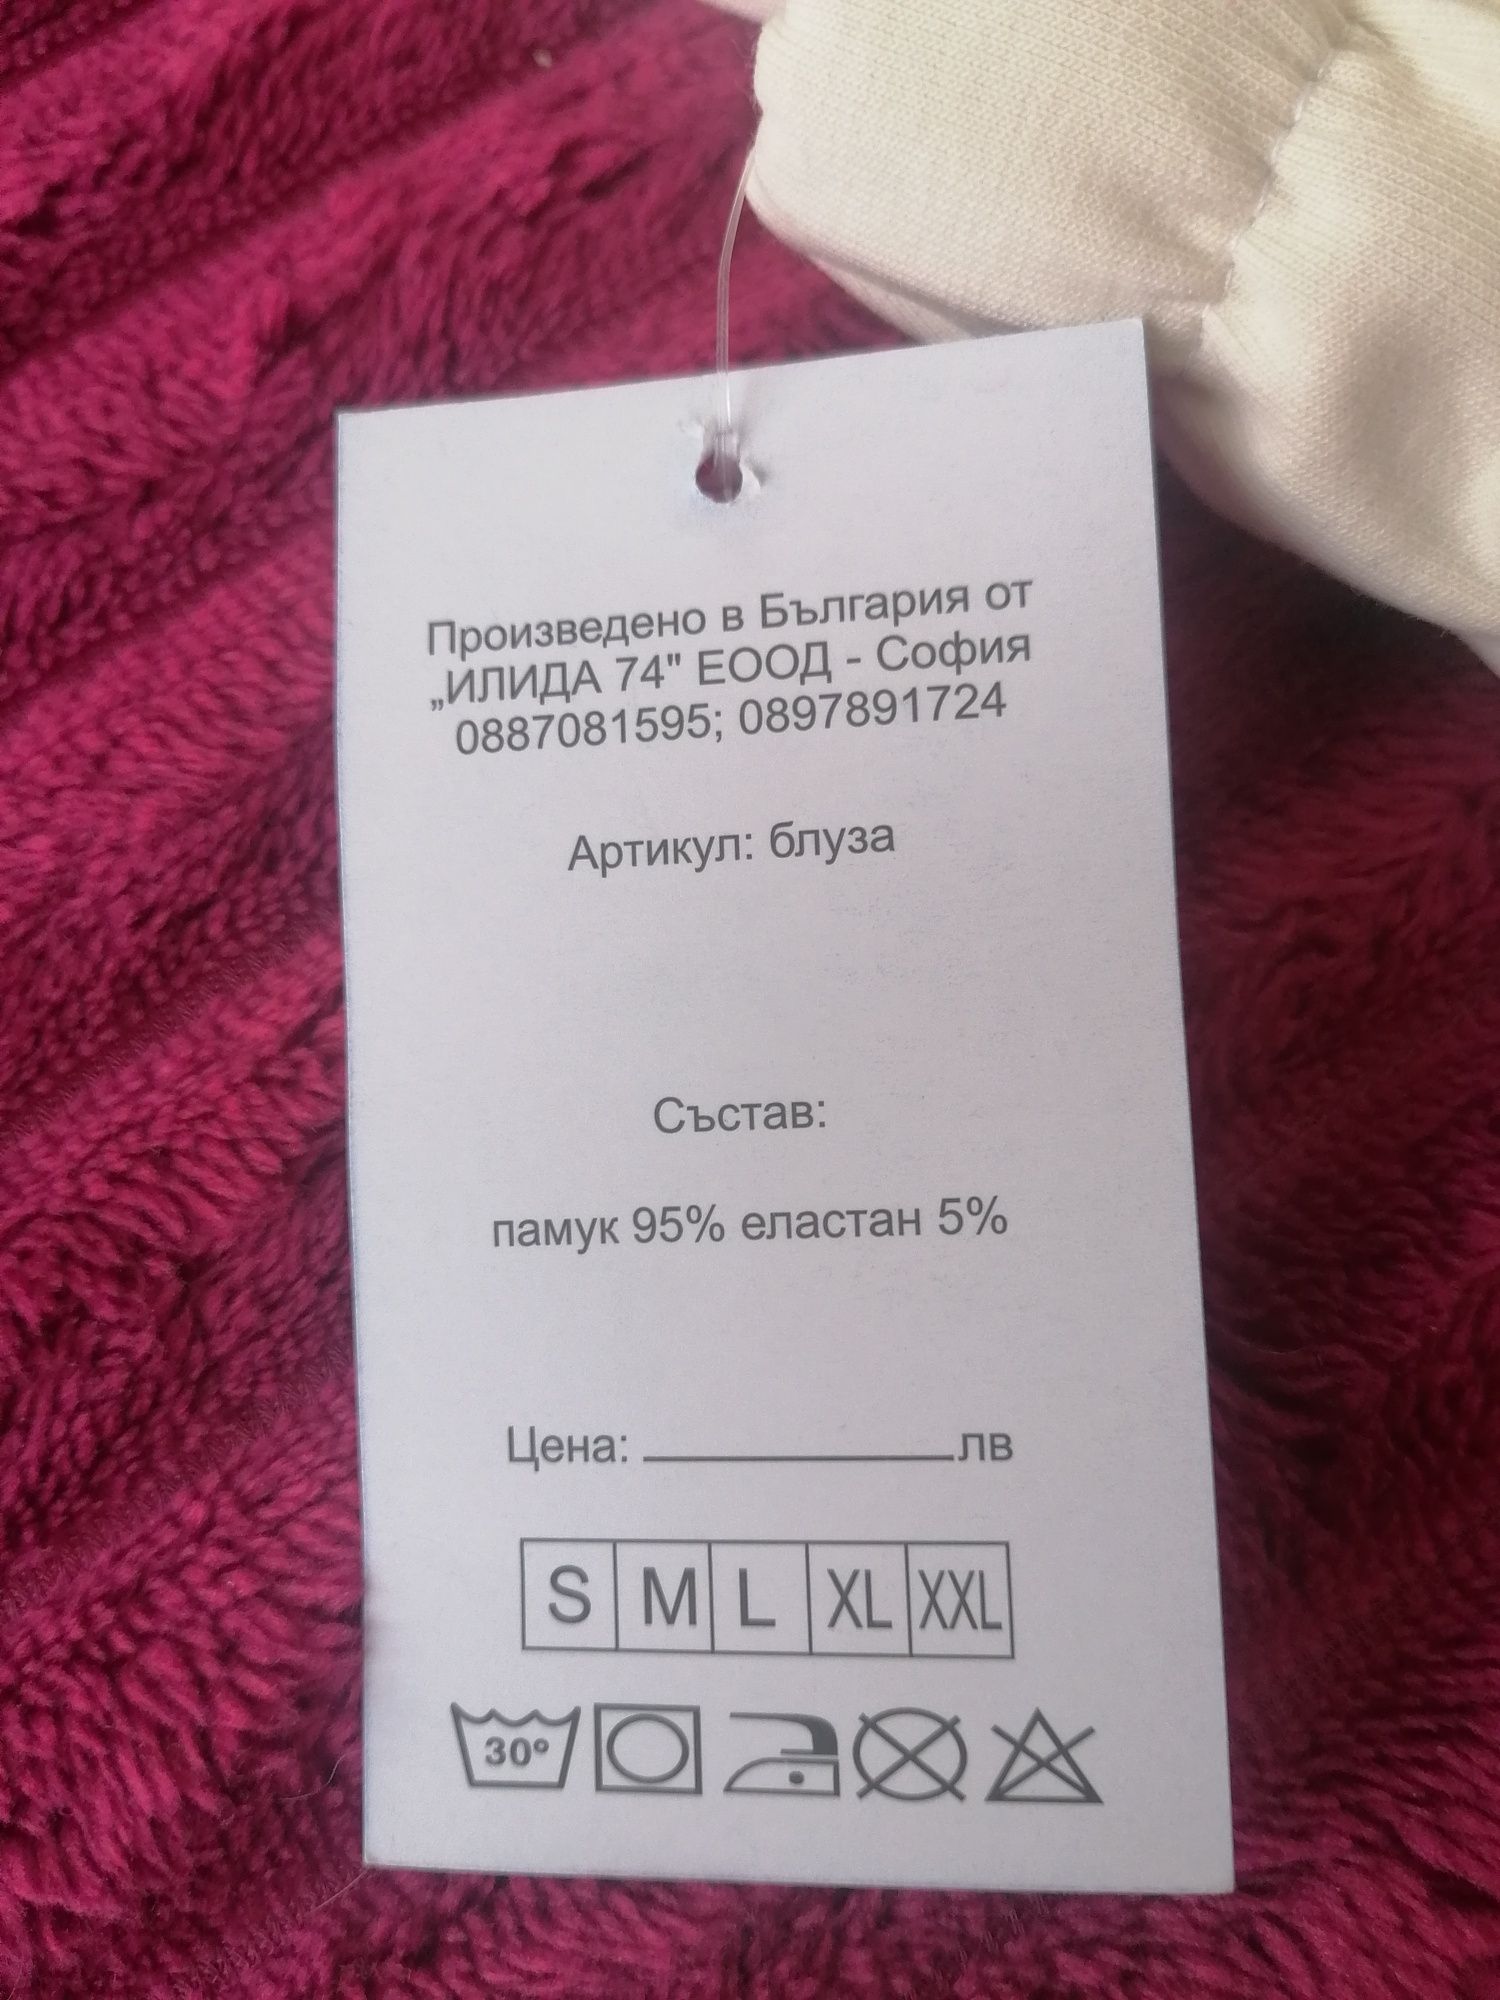 Произведено в България от
„ИЛИДА 74" ЕООД - София
0887081595; 0897891724
Артикул: блуза
Състав:
памук 95% еластан 5%
Цена: ____________лв
S M L XL XXL
30°